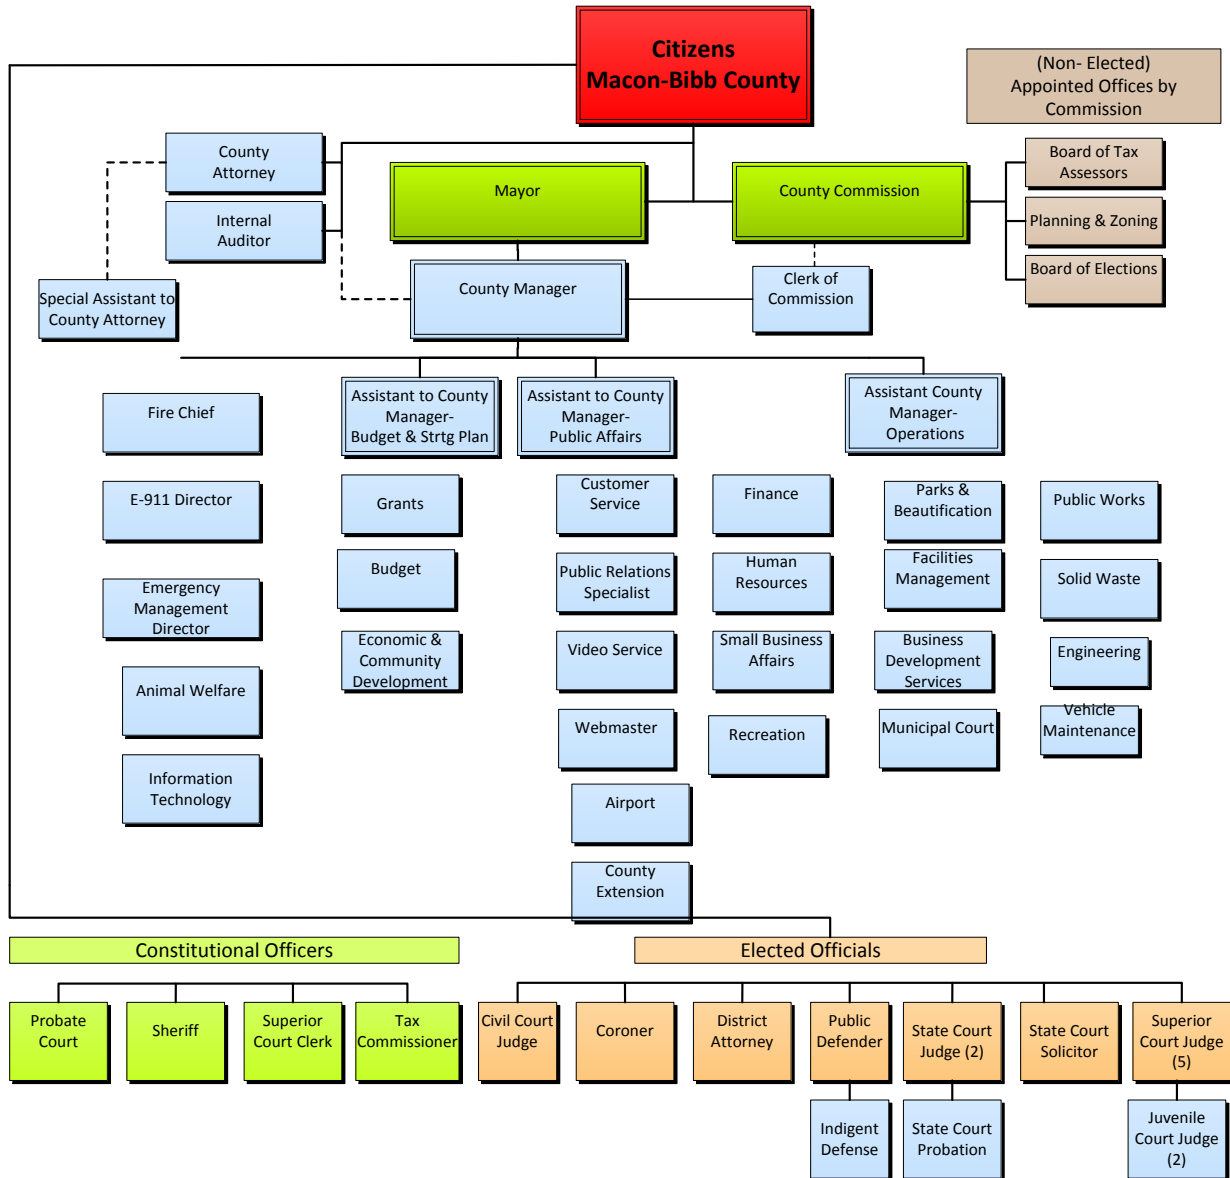 Citizens
Macon-Bibb County
(Non- Elected)
Appointed Offices by
Commission
County
Attorney
Internal
Auditor
Special Assistant to
County Attorney
Mayor
County Commission
Board of Tax
Assessors
Planning & Zoning
Board of Elections
County Manager
Clerk of
Commission
Fire Chief
Assistant to County
Manager-
Budget & Strtg Plan
Assistant to County
Manager-
Public Affairs
Assistant County
Manager-
Operations
E-911 Director
Grants
Customer
Service
Finance
Parks &
Beautification
Public Works
Budget
Public Relations
Specialist
Human
Resources
Facilities
Management
Solid Waste
Emergency
Management
Director
Economic &
Community
Development
Video Service
Small Business
Affairs
Business
Development
Services
Engineering
Animal Welfare
Webmaster
Recreation
Municipal Court
Vehicle
Maintenance
Information
Technology
Airport
County
Extension
Constitutional Officers
Elected Officials
Probate
Court
Sheriff
Superior
Court Clerk
Tax
Commissioner
Civil Court
Judge
Coroner
District
Attorney
Public
Defender
State Court
Judge (2)
State Court
Solicitor
Superior
Court Judge
(5)
Indigent
Defense
State Court
Probation
Juvenile
Court Judge
(2)